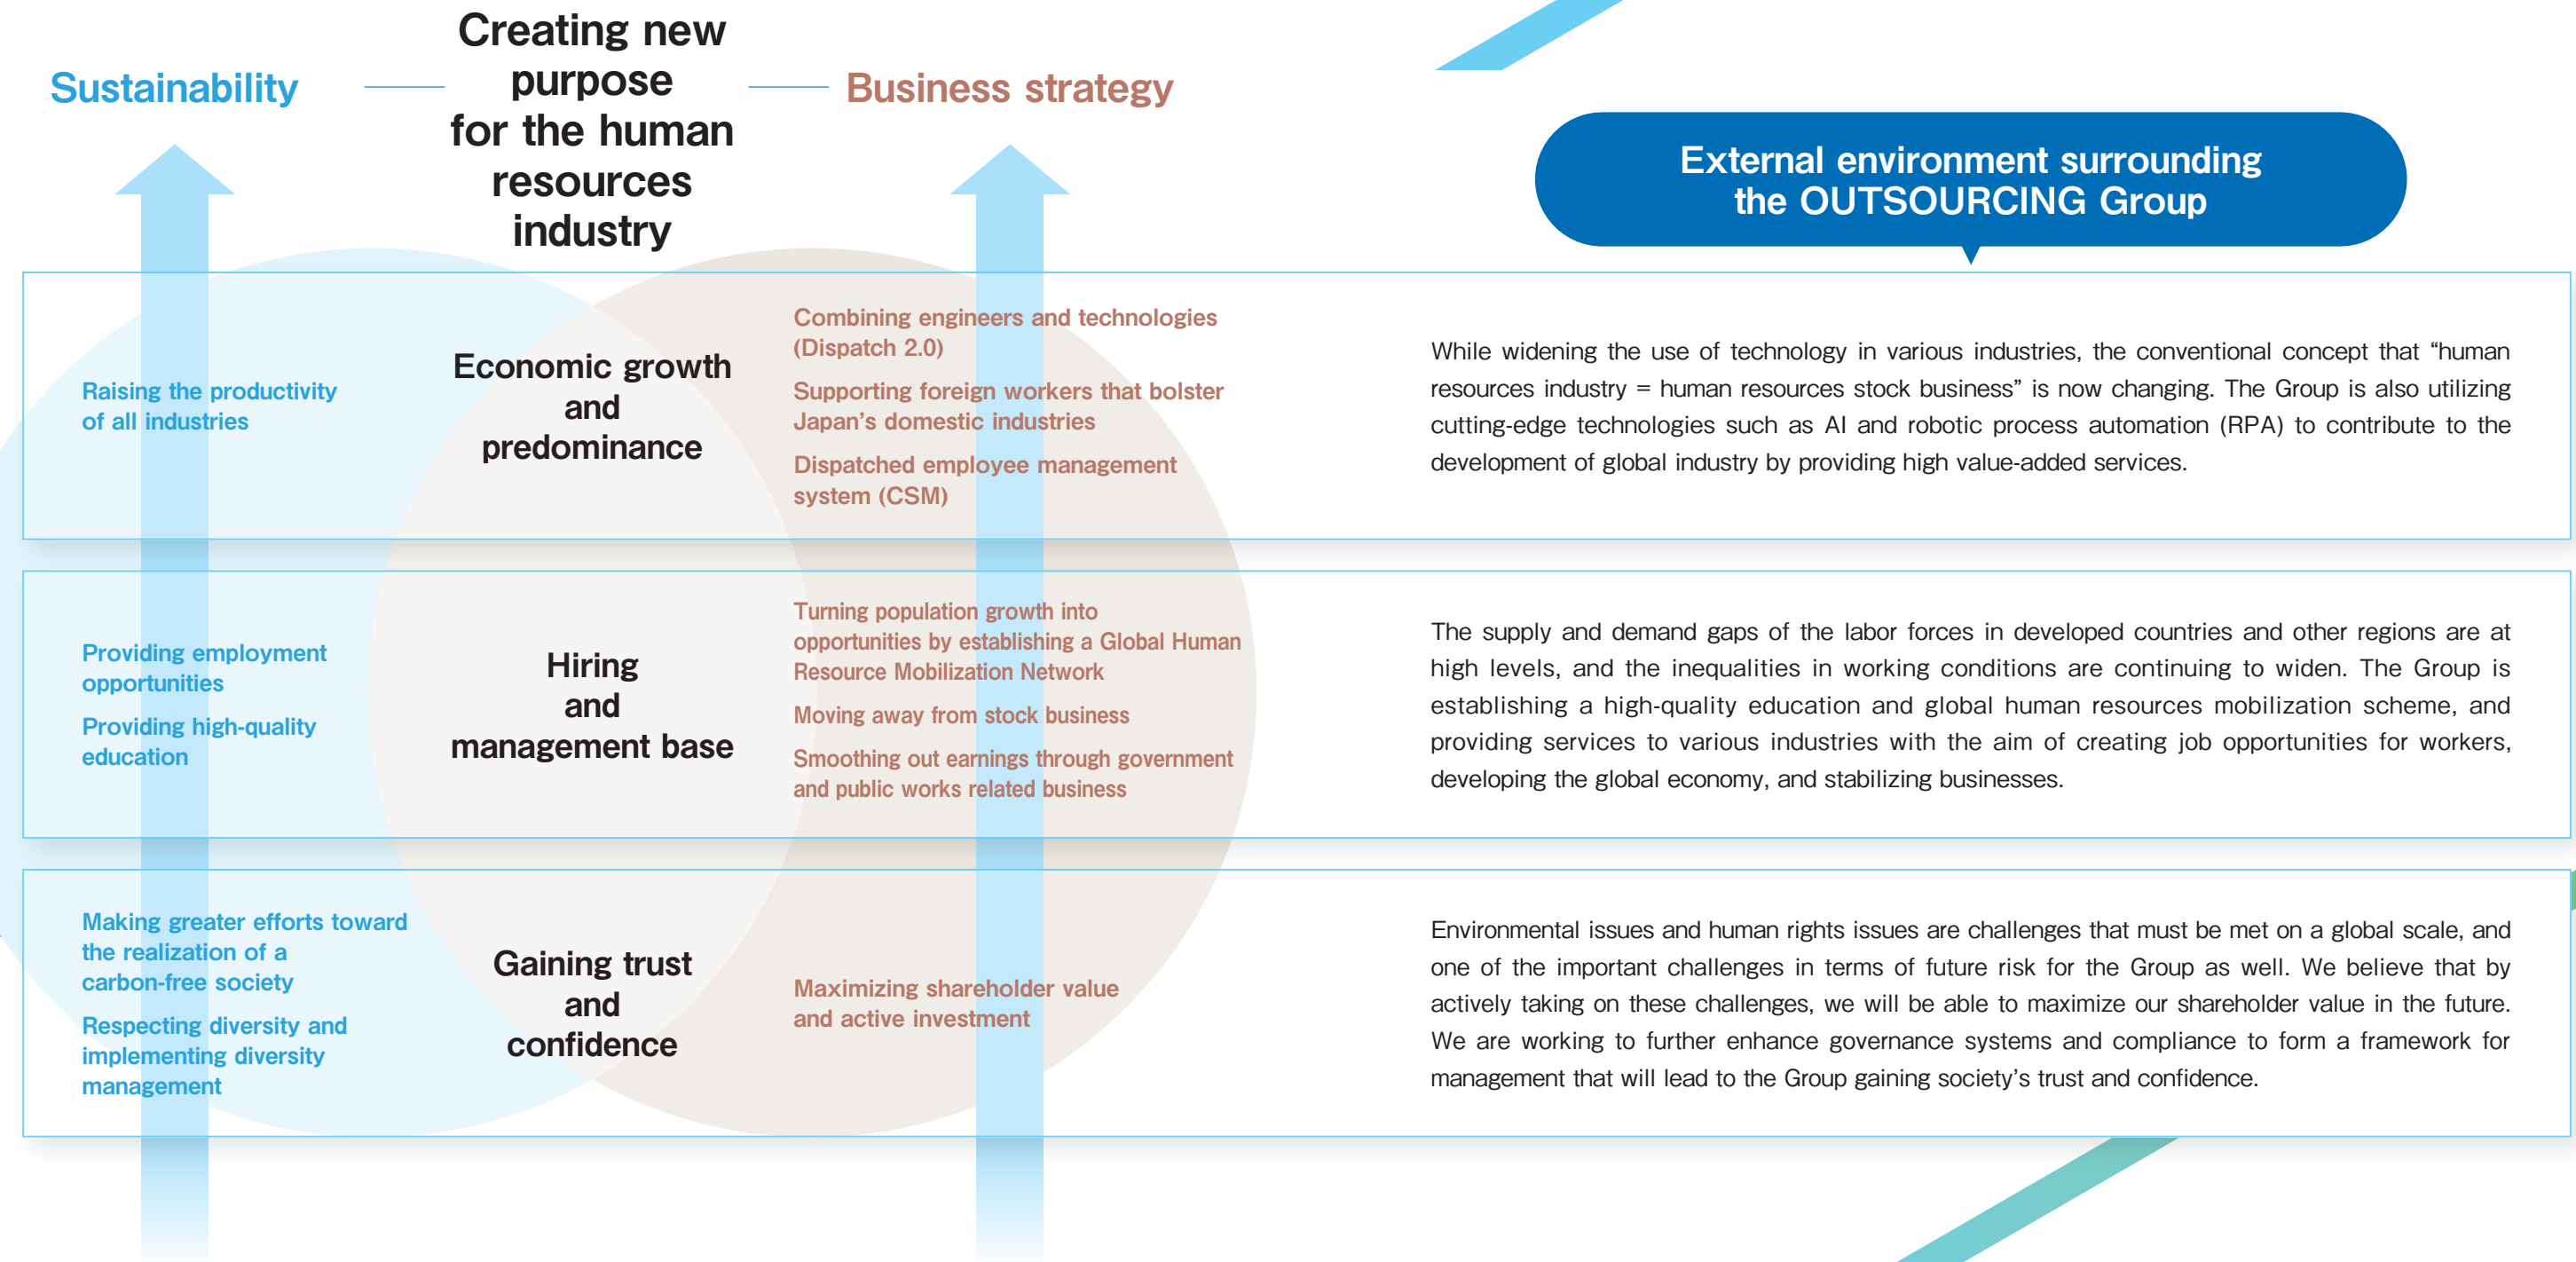 Sustainability
Creating new
purpose
for the human
resources
industry
Business strategy
External environment surrounding
the OUTSOURCING Group
Raising the productivity
of all industries
Economic growth
and
predominance
Combining engineers and technologies
(Dispatch 2.0)
Supporting foreign workers that bolster
Japan’s domestic industries
Dispatched employee management
system (CSM)
While widening the use of technology in various industries, the conventional concept that “human
resources industry = human resources stock business” is now changing. The Group is also utilizing
cutting-edge technologies such as AI and robotic process automation (RPA) to contribute to the
development of global industry by providing high value-added services.
Providing employment
opportunities
Providing high-quality
education
Hiring
and
management base
Turning population growth into
opportunities by establishing a Global Human
Resource Mobilization Network
Moving away from stock business
Smoothing out earnings through government
and public works related business
The supply and demand gaps of the labor forces in developed countries and other regions are at
high levels, and the inequalities in working conditions are continuing to widen. The Group is
establishing a high-quality education and global human resources mobilization scheme, and
providing services to various industries with the aim of creating job opportunities for workers,
developing the global economy, and stabilizing businesses.
Making greater efforts toward
the realization of a
carbon-free society
Respecting diversity and
implementing diversity
management
Gaining trust
and
confidence
Maximizing shareholder value
and active investment
Environmental issues and human rights issues are challenges that must be met on a global scale, and
one of the important challenges in terms of future risk for the Group as well. We believe that by
actively taking on these challenges, we will be able to maximize our shareholder value in the future.
We are working to further enhance governance systems and compliance to form a framework for
management that will lead to the Group gaining society’s trust and confidence.